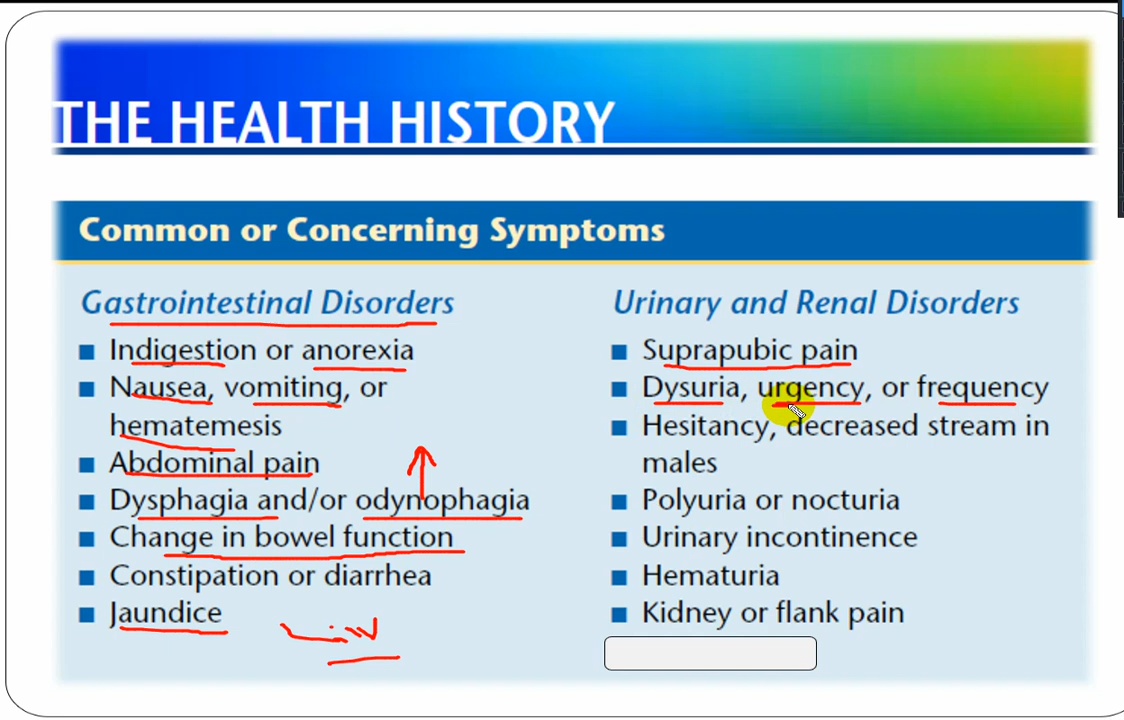 THE HEALTH HISTORY
Common or Concerning Symptoms
Gastrointestinal Disorders
■ Indigestion or anorexia
■ Nausea, vomiting, or
hematemesis
■ Abdominal pain
■ Dysphagia and/or odynophagia
■ Change in bowel function
■ Constipation or diarrhea
■ Jaundice
Urinary and Renal Disorders
■ Suprapubic pain
■ Dysuria, urgency, or frequency
■ Hesitancy, decreased stream in
males
■ Polyuria or nocturia
■ Urinary incontinence
■ Hematuria
■ Kidney or flank pain